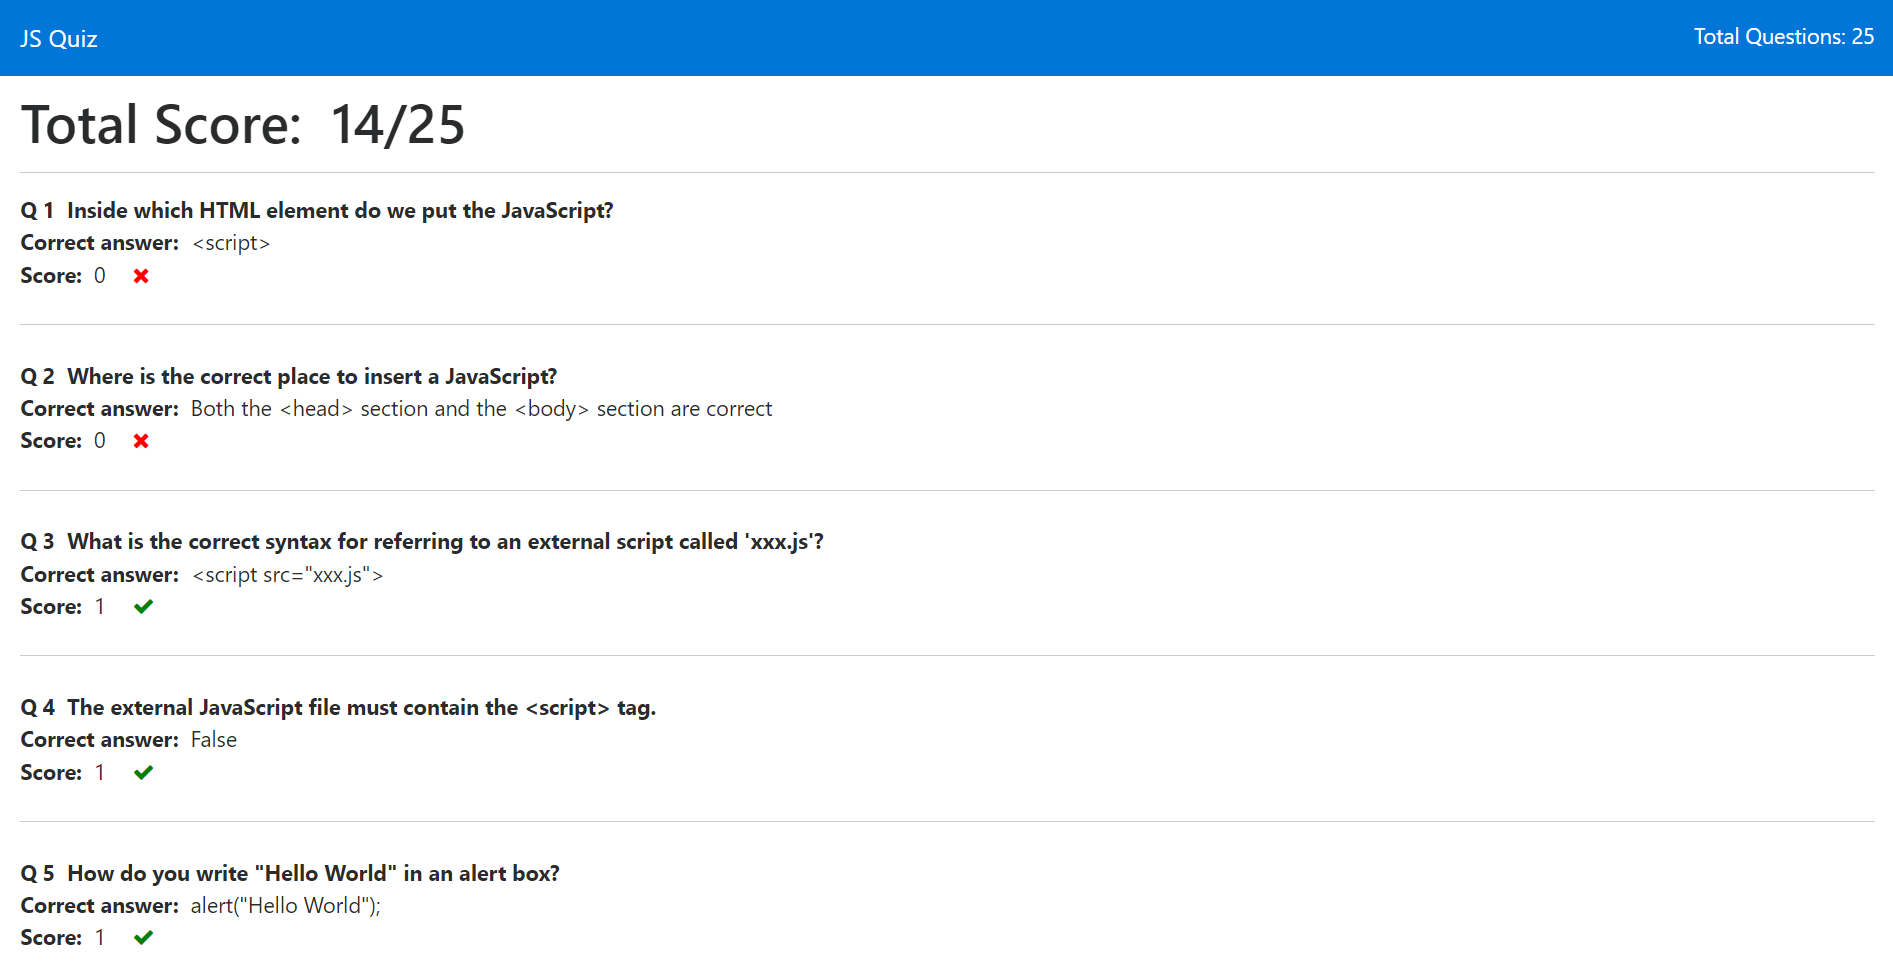 JS Quiz
Total Questions: 25
Total Score: 14/25
Q 1 Inside which HTML element do we put the JavaScript?
Correct answer: <script>
Score: 0
Q 2 Where is the correct place to insert a JavaScript?
Correct answer: Both the <head> section and the <body> section are correct
Score: 0
Q 3 What is the correct syntax for referring to an external script called 'xxx.js'?
Correct answer: <script src="xxx.js">
Score: 1
Q 4 The external JavaScript file must contain the <script> tag.
Correct answer: False
Score: 1
Q 5 How do you write "Hello World" in an alert box?
Correct answer: alert("Hello World");
Score: 1